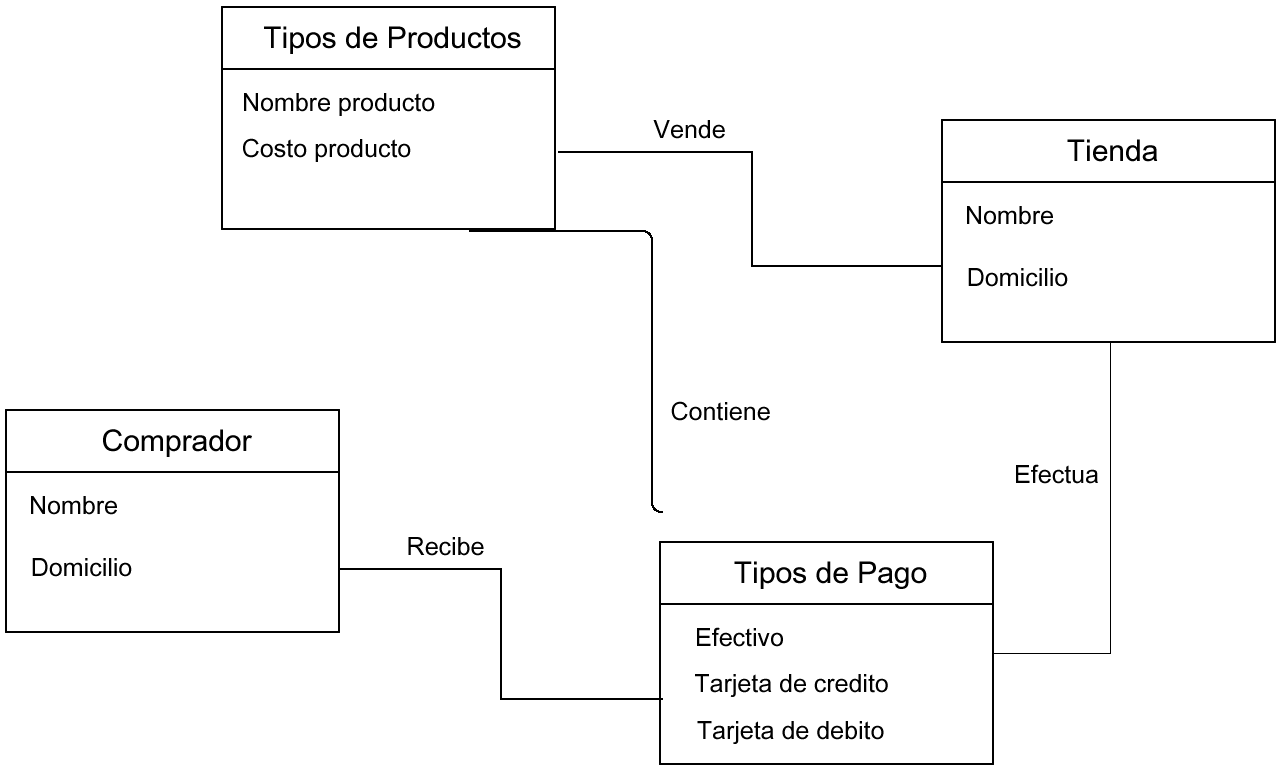 Tipos de Productos
Nombre producto
Costo producto
Vende
Tienda
Nombre
Domicilio
Contiene
Efectua
Comprador
Nombre
Domicilio
Recibe
Tipos de Pago
Efectivo
Tarjeta de credito
Tarjeta de debito